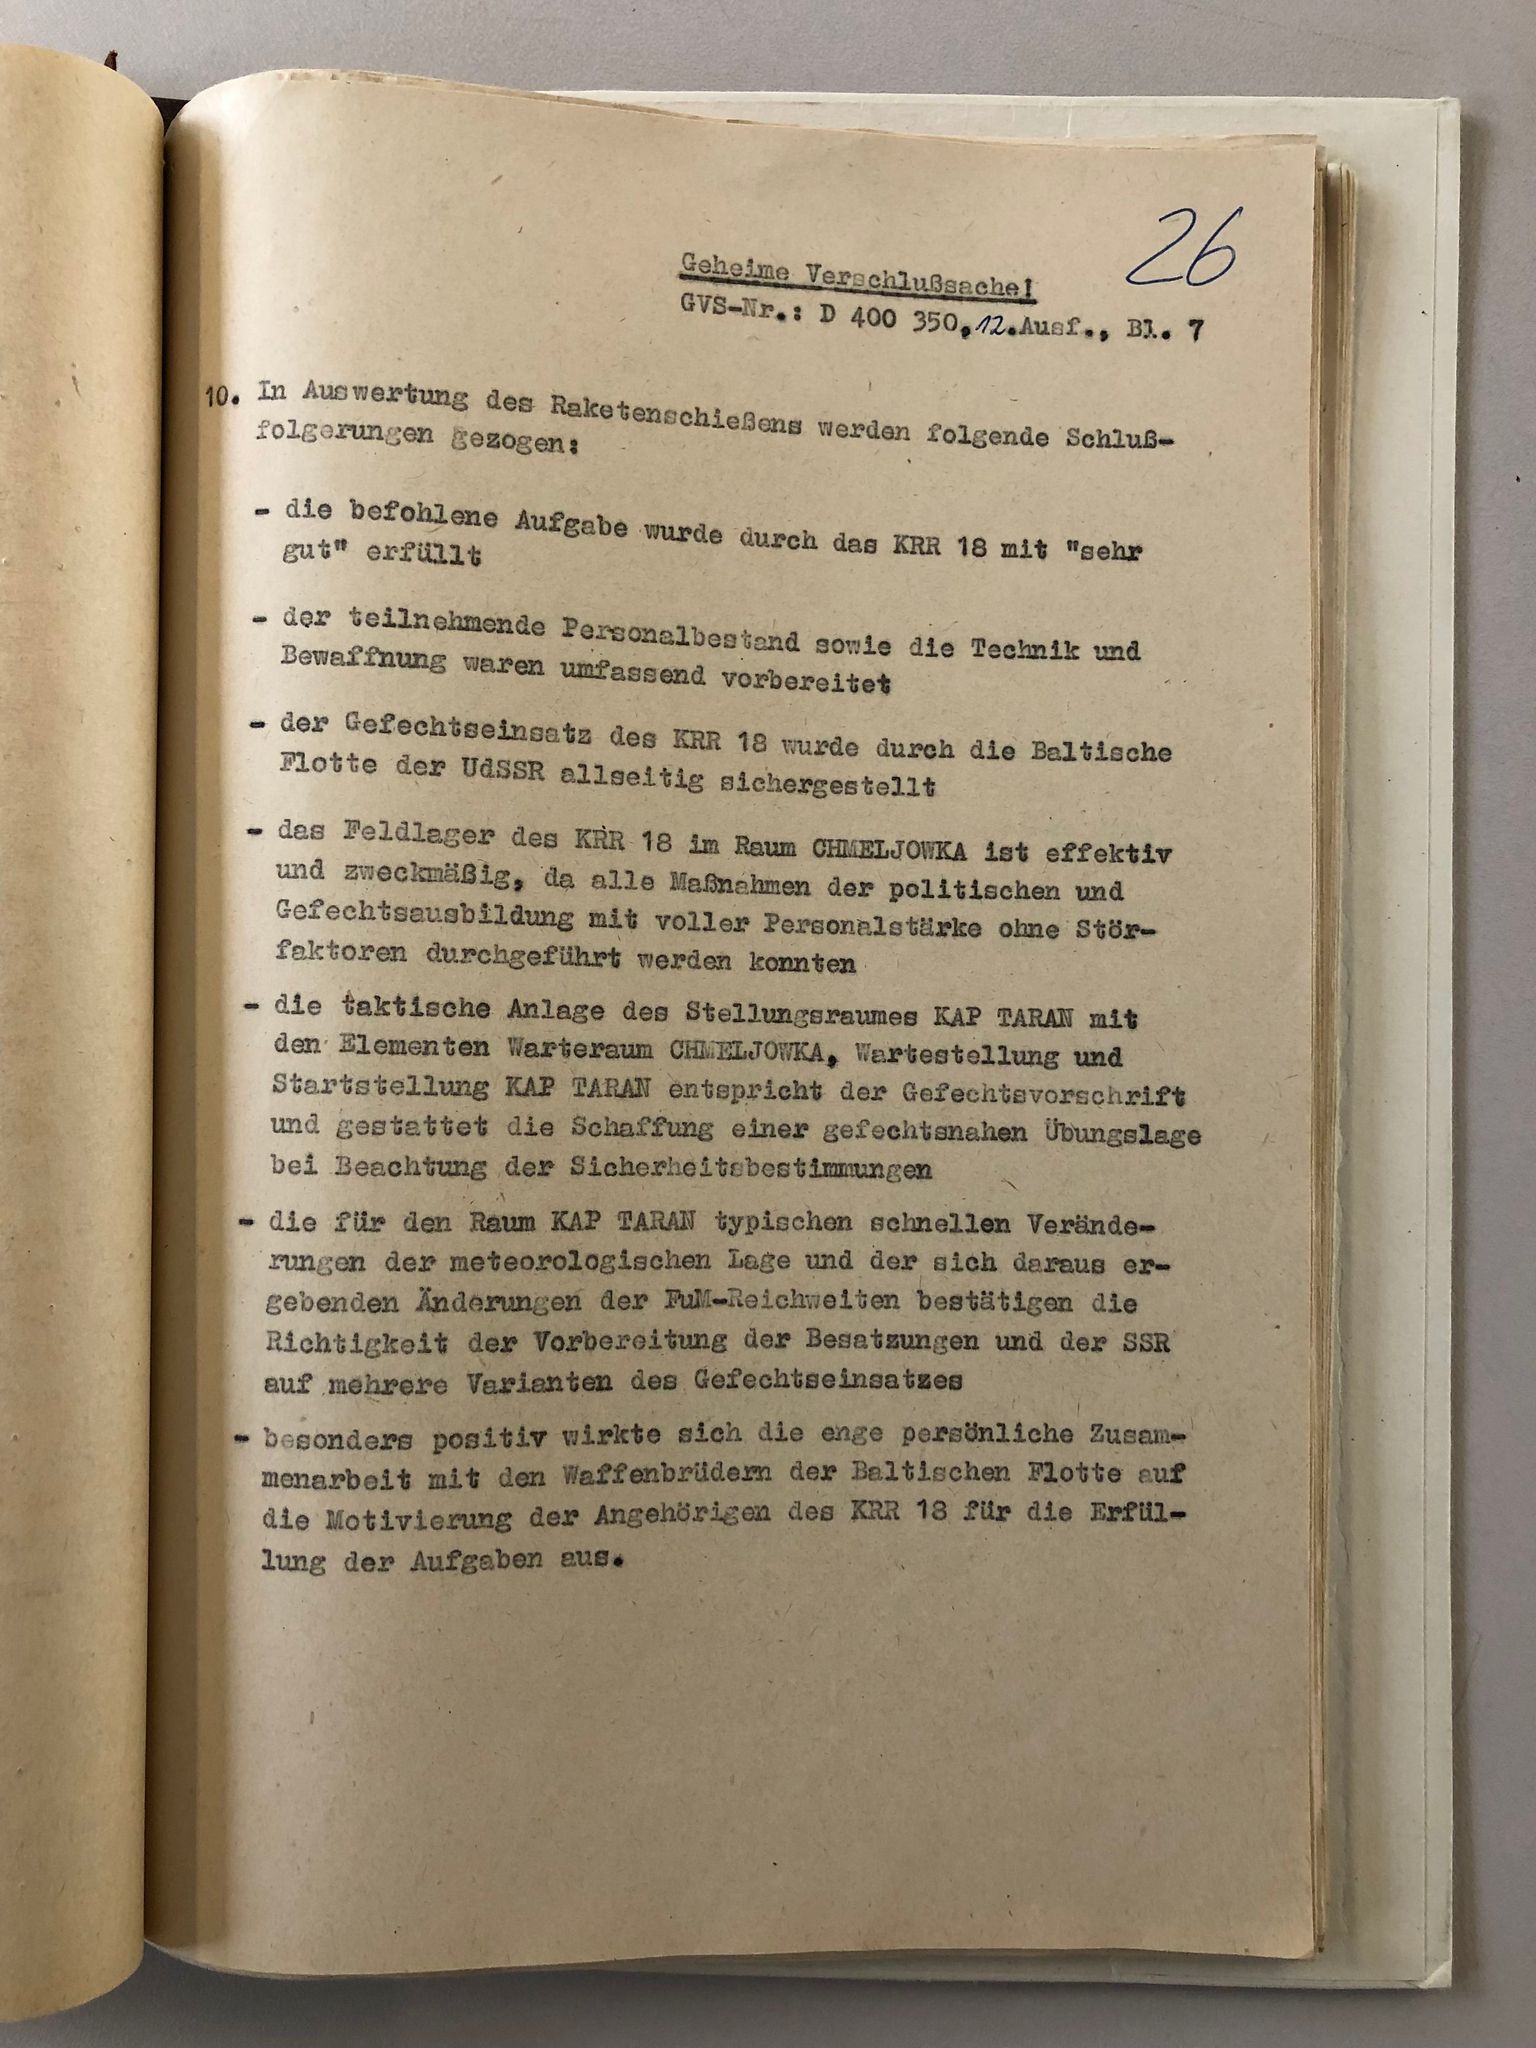 26
Geheime Verschlußsache!
GVS-Nr.: D 400 350, 12. Ausf., Bl. 7
10. In Auswertung des Raketenschießens werden folgende Schluß-
folgerungen gezogen:
- die befohlene Aufgabe wurde durch das KRR 18 mit "sehr
gut" erfüllt
- der teilnehmende Personalbestand sowie die Technik und
Bewaffnung waren umfassend vorbereitet
- der Gefechtseinsatz des KRR 18 wurde durch die Baltische
Flotte der UdSSR allseitig sichergestellt
- das Feldlager des KRR 18 im Raum CHMELJOWKA ist effektiv
und zweckmäßig, da alle Maßnahmen der politischen und
Gefechtsausbildung mit voller Personalstärke ohne Stör-
faktoren durchgeführt werden konnten
- die taktische Anlage des Stellungsraumes KAP TARAN mit
den Elementen Warteraum CHMELJOWKA, Wartestellung und
Startstellung KAP TARAN entspricht der Gefechtsvorschrift
und gestattet die Schaffung einer gefechtsnahen Übungslage
bei Beachtung der Sicherheitsbestimmungen
- die für den Raum KAP TARAN typischen schnellen Verände-
rungen der meteorologischen Lage und der sich daraus er-
gebenden Änderungen der FuM-Reichweiten bestätigen die
Richtigkeit der Vorbereitung der Besatzungen und der SSR
auf mehrere Varianten des Gefechtseinsatzes
- besonders positiv wirkte sich die enge persönliche Zusam-
menarbeit mit den Waffenbrüdern der Baltischen Flotte auf
die Motivierung der Angehörigen des KRR 18 für die Erfül-
lung der Aufgaben aus.